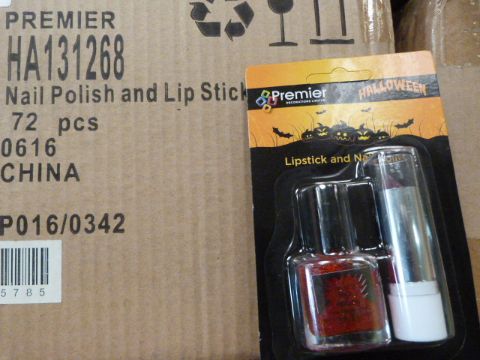 PREMIER
HA131268
Nail Polish and Lip Stick
72 pcs
0616
CHINA
P016/0342
5785
Premier
HALLOWEEN
Lipstick and Nail